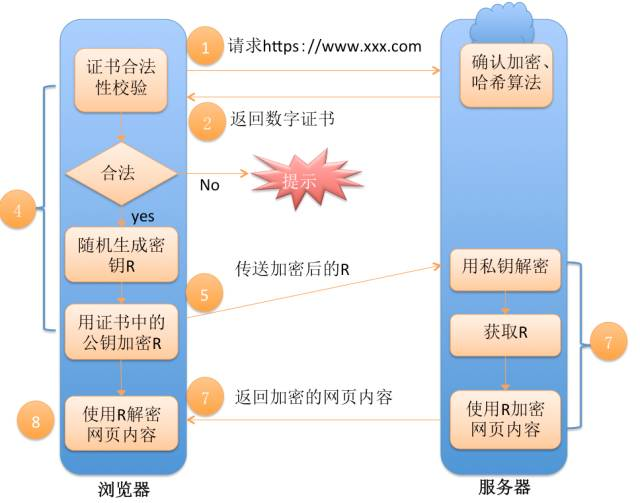 1
请求https://www.xxx.com
证书合法
性校验
确认加密、
哈希算法
2
返回数字证书
合法
No
提示
4
yes
随机生成密
钥R
传送加密后的R
5
用私钥解密
用证书中的
公钥加密R
获取R
7
7
返回加密的网页内容
8
使用R解密
网页内容
使用R加密
网页内容
浏览器
服务器